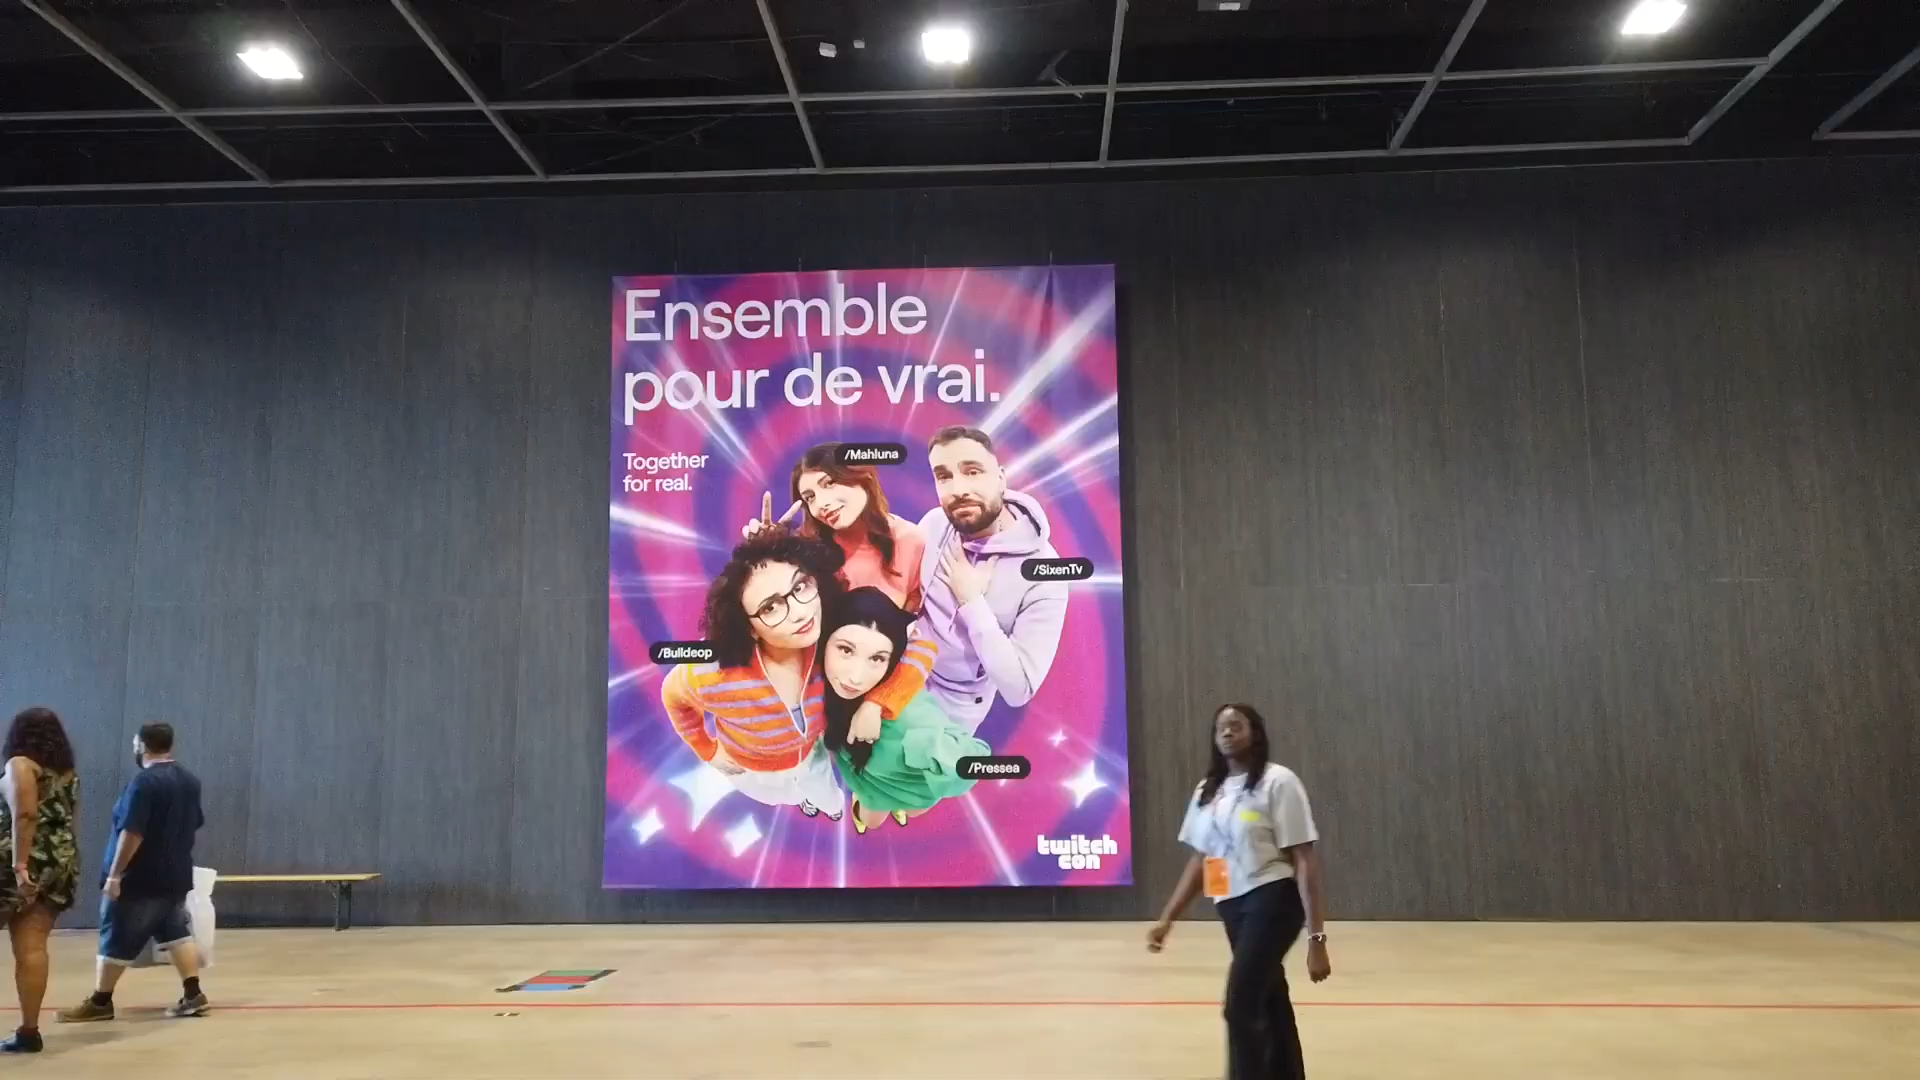 Ensemble
pour de vrai.
Together
for real.
/Mahluna
/SixenTv
/Bulldeop
/Pressea
twitch
con